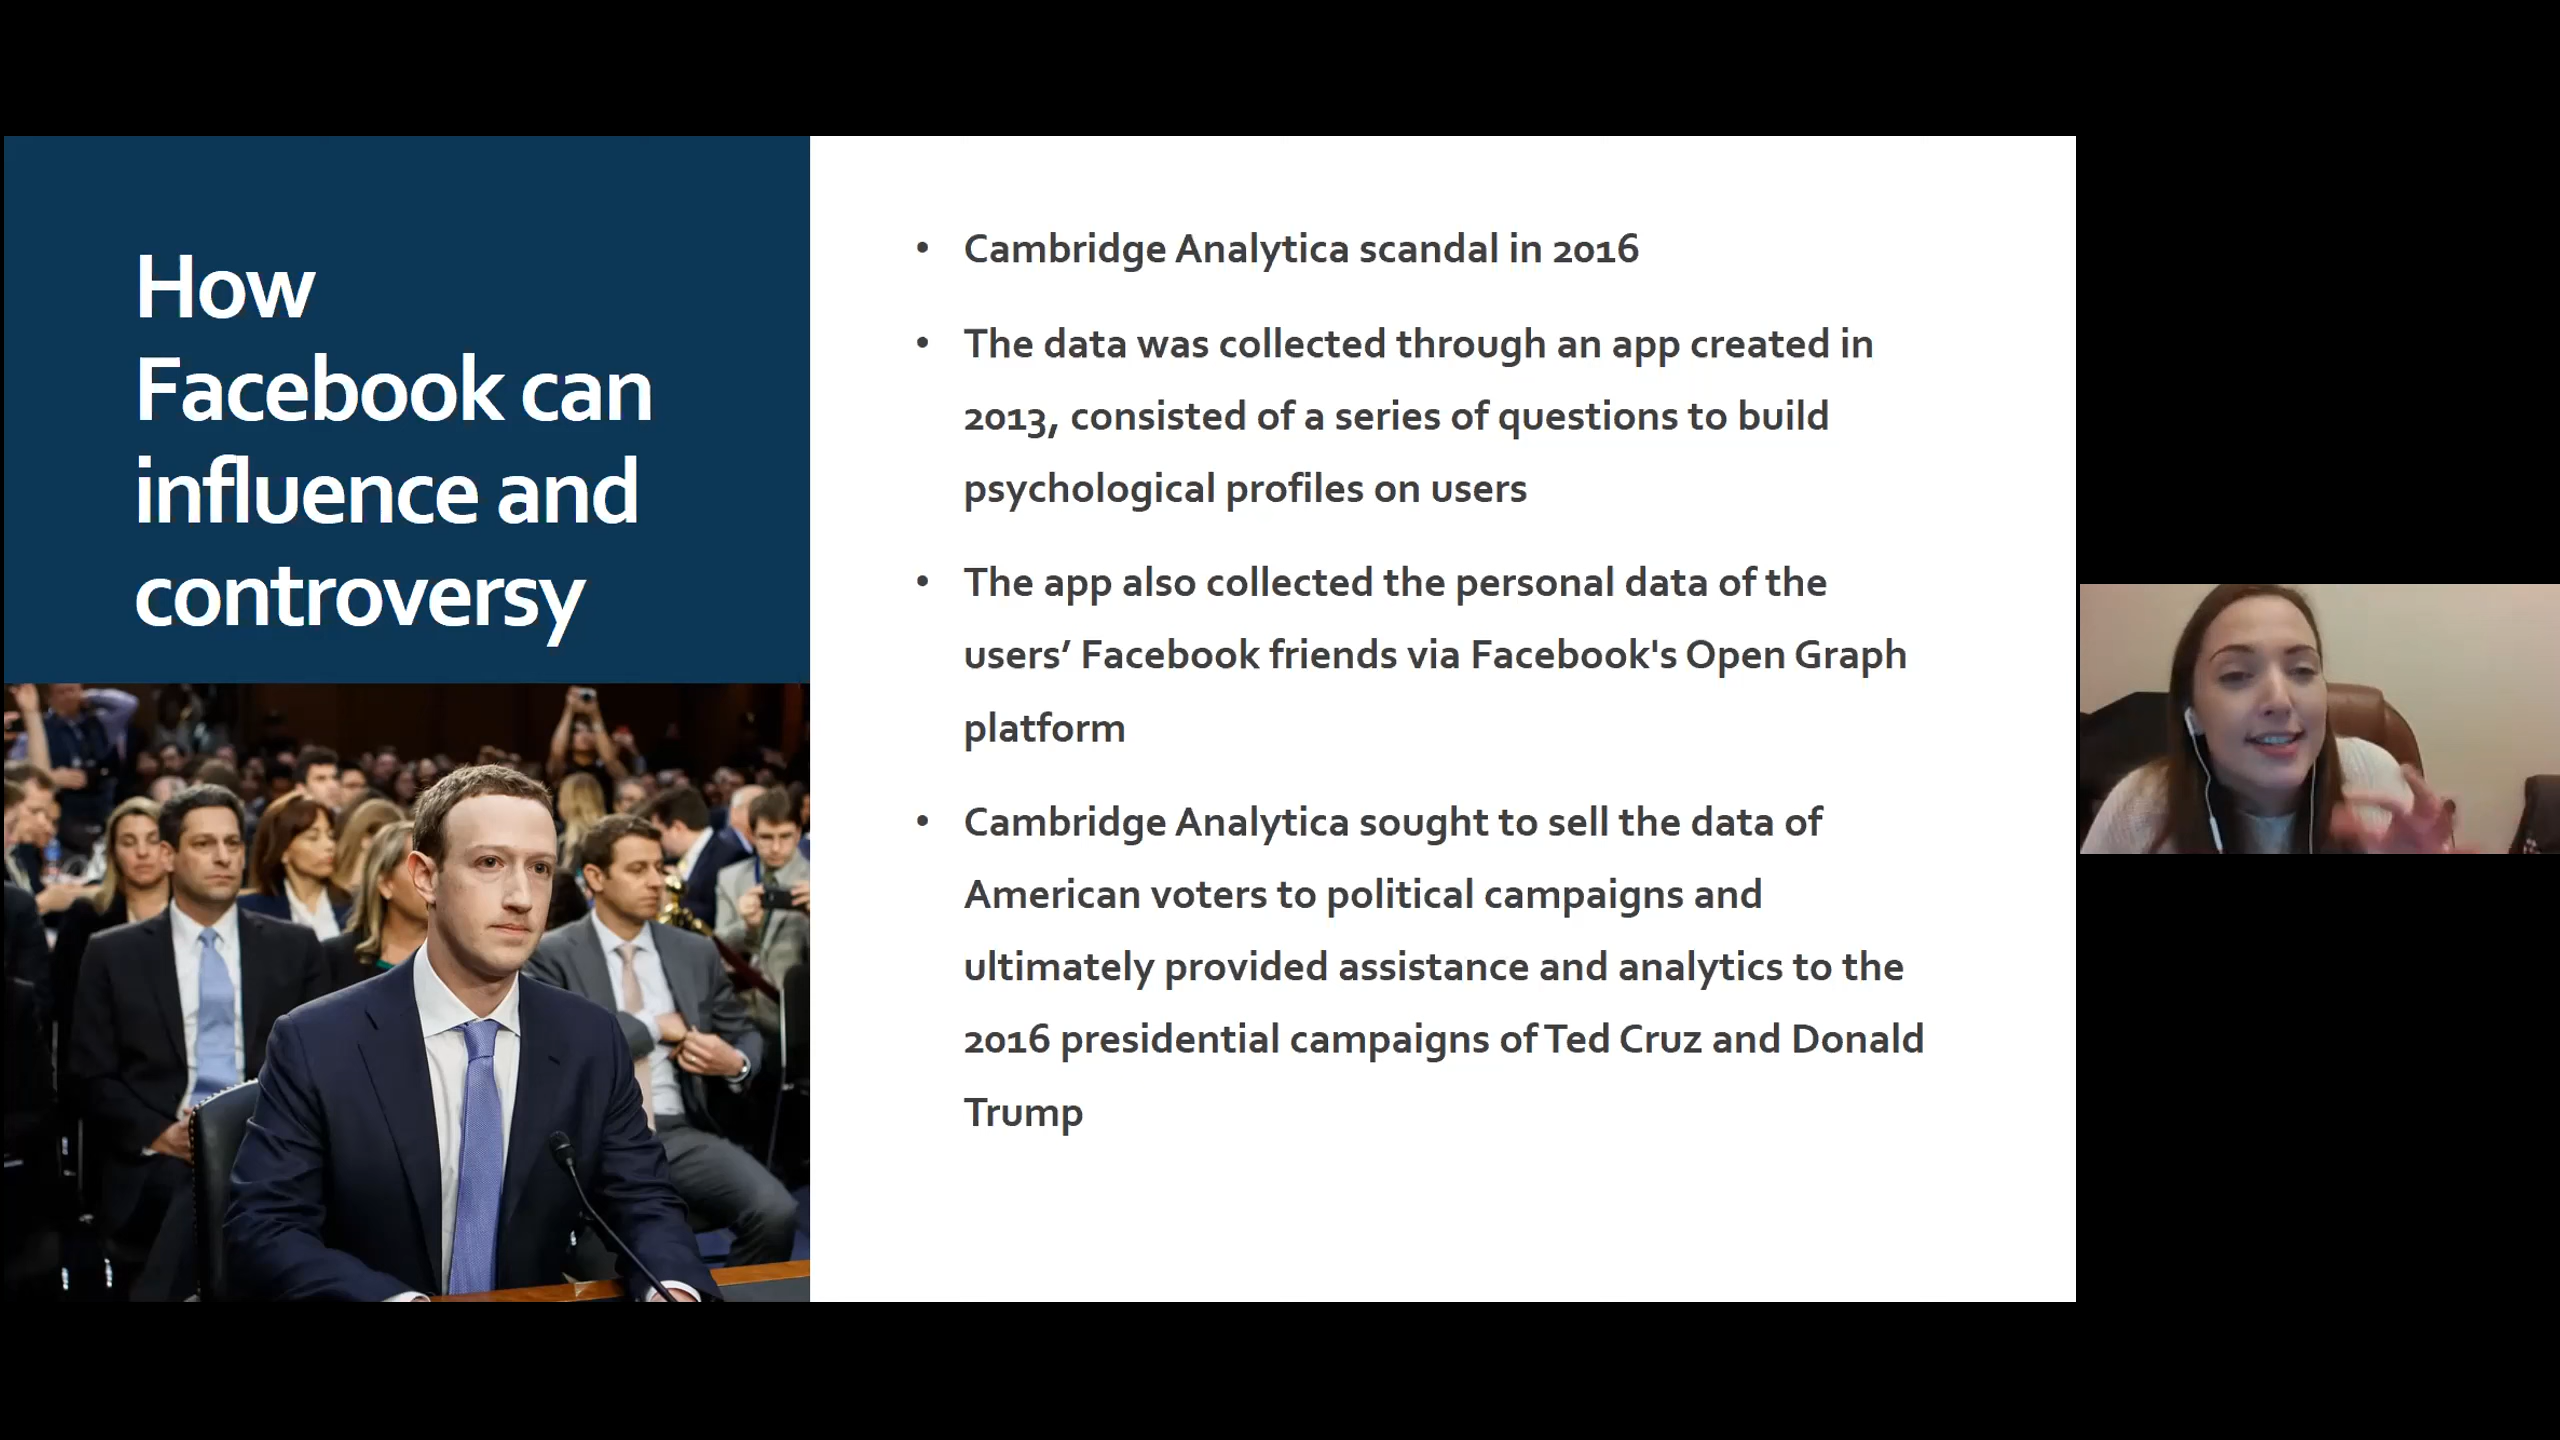 How
Facebook can
influence and
controversy
• Cambridge Analytica scandal in 2016
• The data was collected through an app created in
2013, consisted of a series of questions to build
psychological profiles on users
• The app also collected the personal data of the
users’ Facebook friends via Facebook's Open Graph
platform
• Cambridge Analytica sought to sell the data of
American voters to political campaigns and
ultimately provided assistance and analytics to the
2016 presidential campaigns of Ted Cruz and Donald
Trump